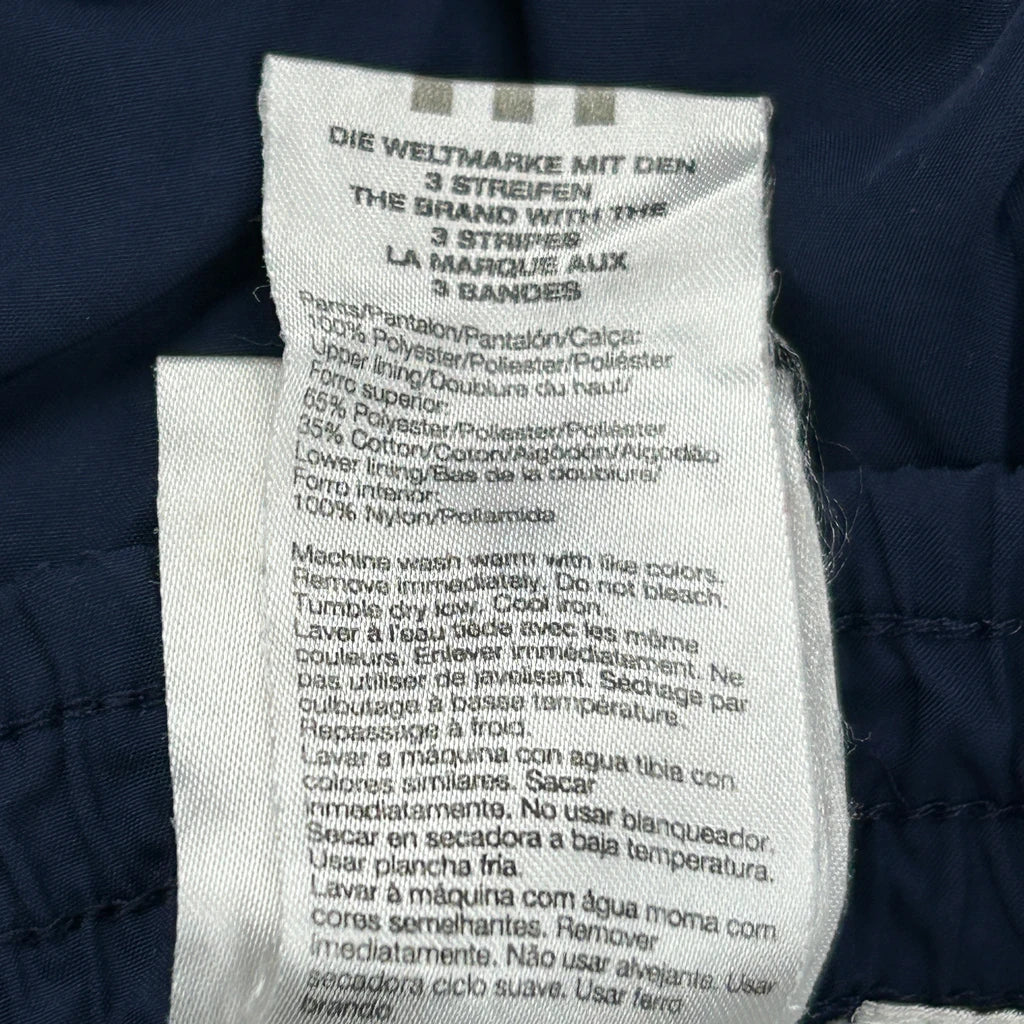 DIE WELTMARKE MIT DEN
3 STREIFEN
THE BRAND WITH THE
3 STRIPES
LA MARQUE AUX
3 BANDES
Pants/Pantalon/Pantalón/Calça:
100% Polyester/Poliester/Poliéster
Upper lining/Doublure du haut/
Forro superior:
65% Polyester/Poliester/Poliéster
35% Cotton/Coton/Algodón/Algodão
Lower lining/Bas de la doublure/
Forro inferior:
100% Nylon/Poliamida
Machine wash warm with like colors.
Remove immediately. Do not bleach.
Tumble dry low. Cool iron.
Laver à l'eau tiède avec les même
couleurs. Enlever immédiatement. Ne
pas utiliser de javelisant. Sechage par
culbutage a basse température.
Repassage à froid.
Lavar a máquina con agua tibia con
colores similares. Sacar
inmediatamente. No usar blanqueador.
Secar en secadora a baja temperatura.
Usar plancha fria.
Lavar à máquina com água morna com
cores semelhantes. Remover
imediatamente. Não usar alvejante. Usar
secadora ciclo suave. Usar ferro
brando